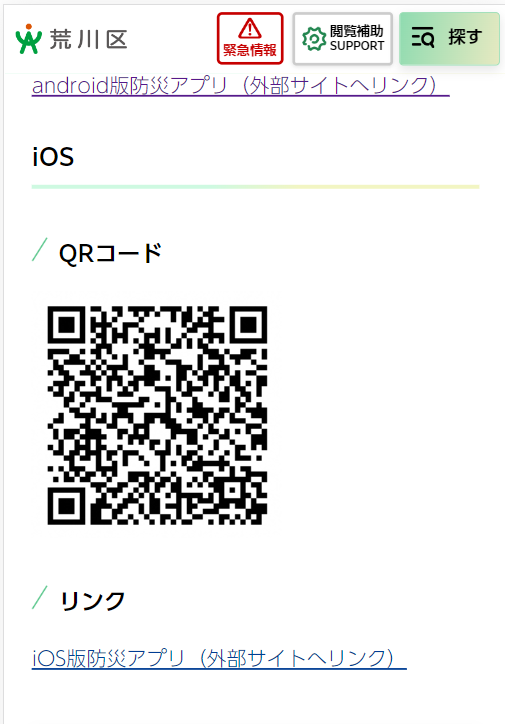 荒川区
緊急情報
閲覧補助
SUPPORT
探す
android版防災アプリ（外部サイトへリンク）
iOS
QRコード
リンク
iOS版防災アプリ（外部サイトへリンク）